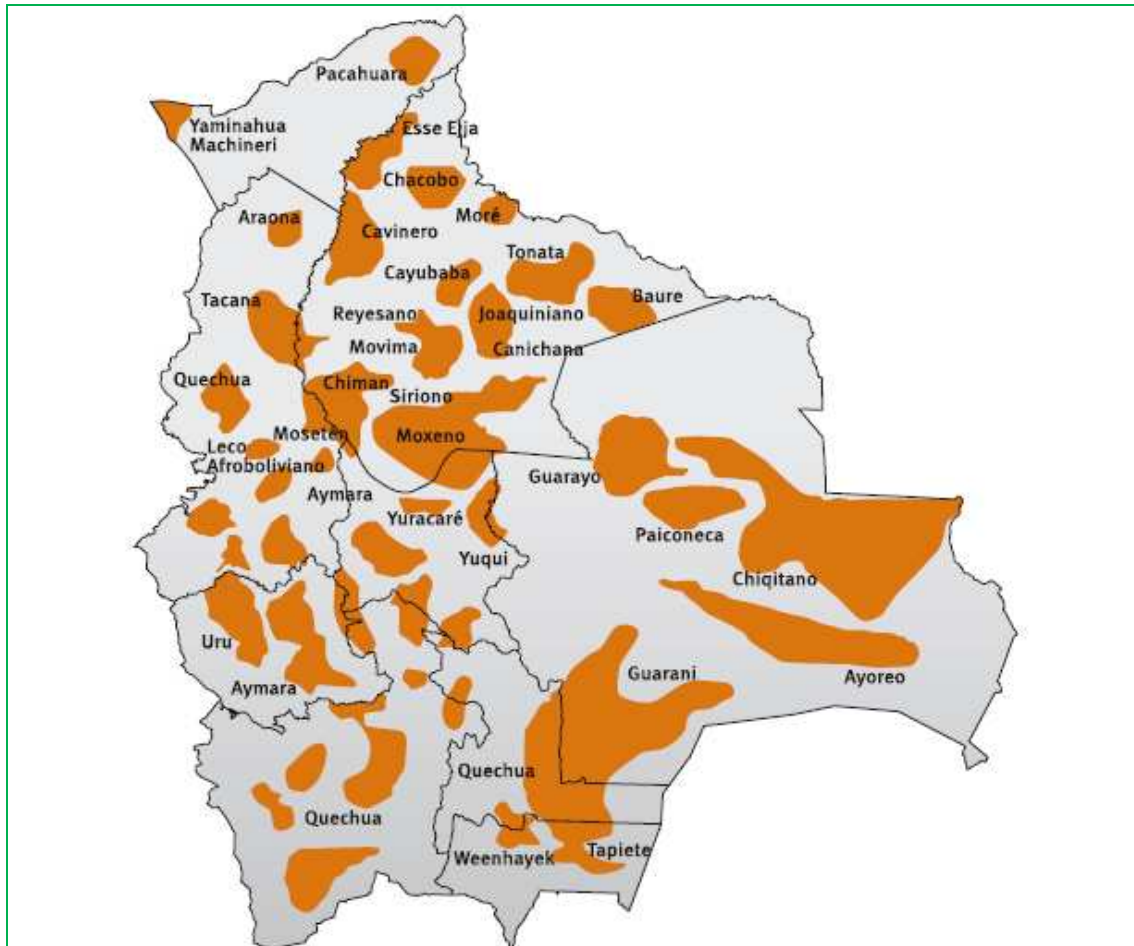 Pacahuara
Yaminahua
Machineri
Esse Ejja
Chacobo
Moré
Araona
Cavinero
Tonata
Cayubaba
Tacana
Baure
Reyesano
Joaquiniano
Movima
Canichana
Quechua
Chiman
Siriono
Mosetén
Moxeno
Leco
Afroboliviano
Guarayo
Aymara
Yuracaré
Paiconeca
Yuqui
Chiqitano
Uru
Guarani
Ayoreo
Aymara
Quechua
Quechua
Weenhayek
Tapiete